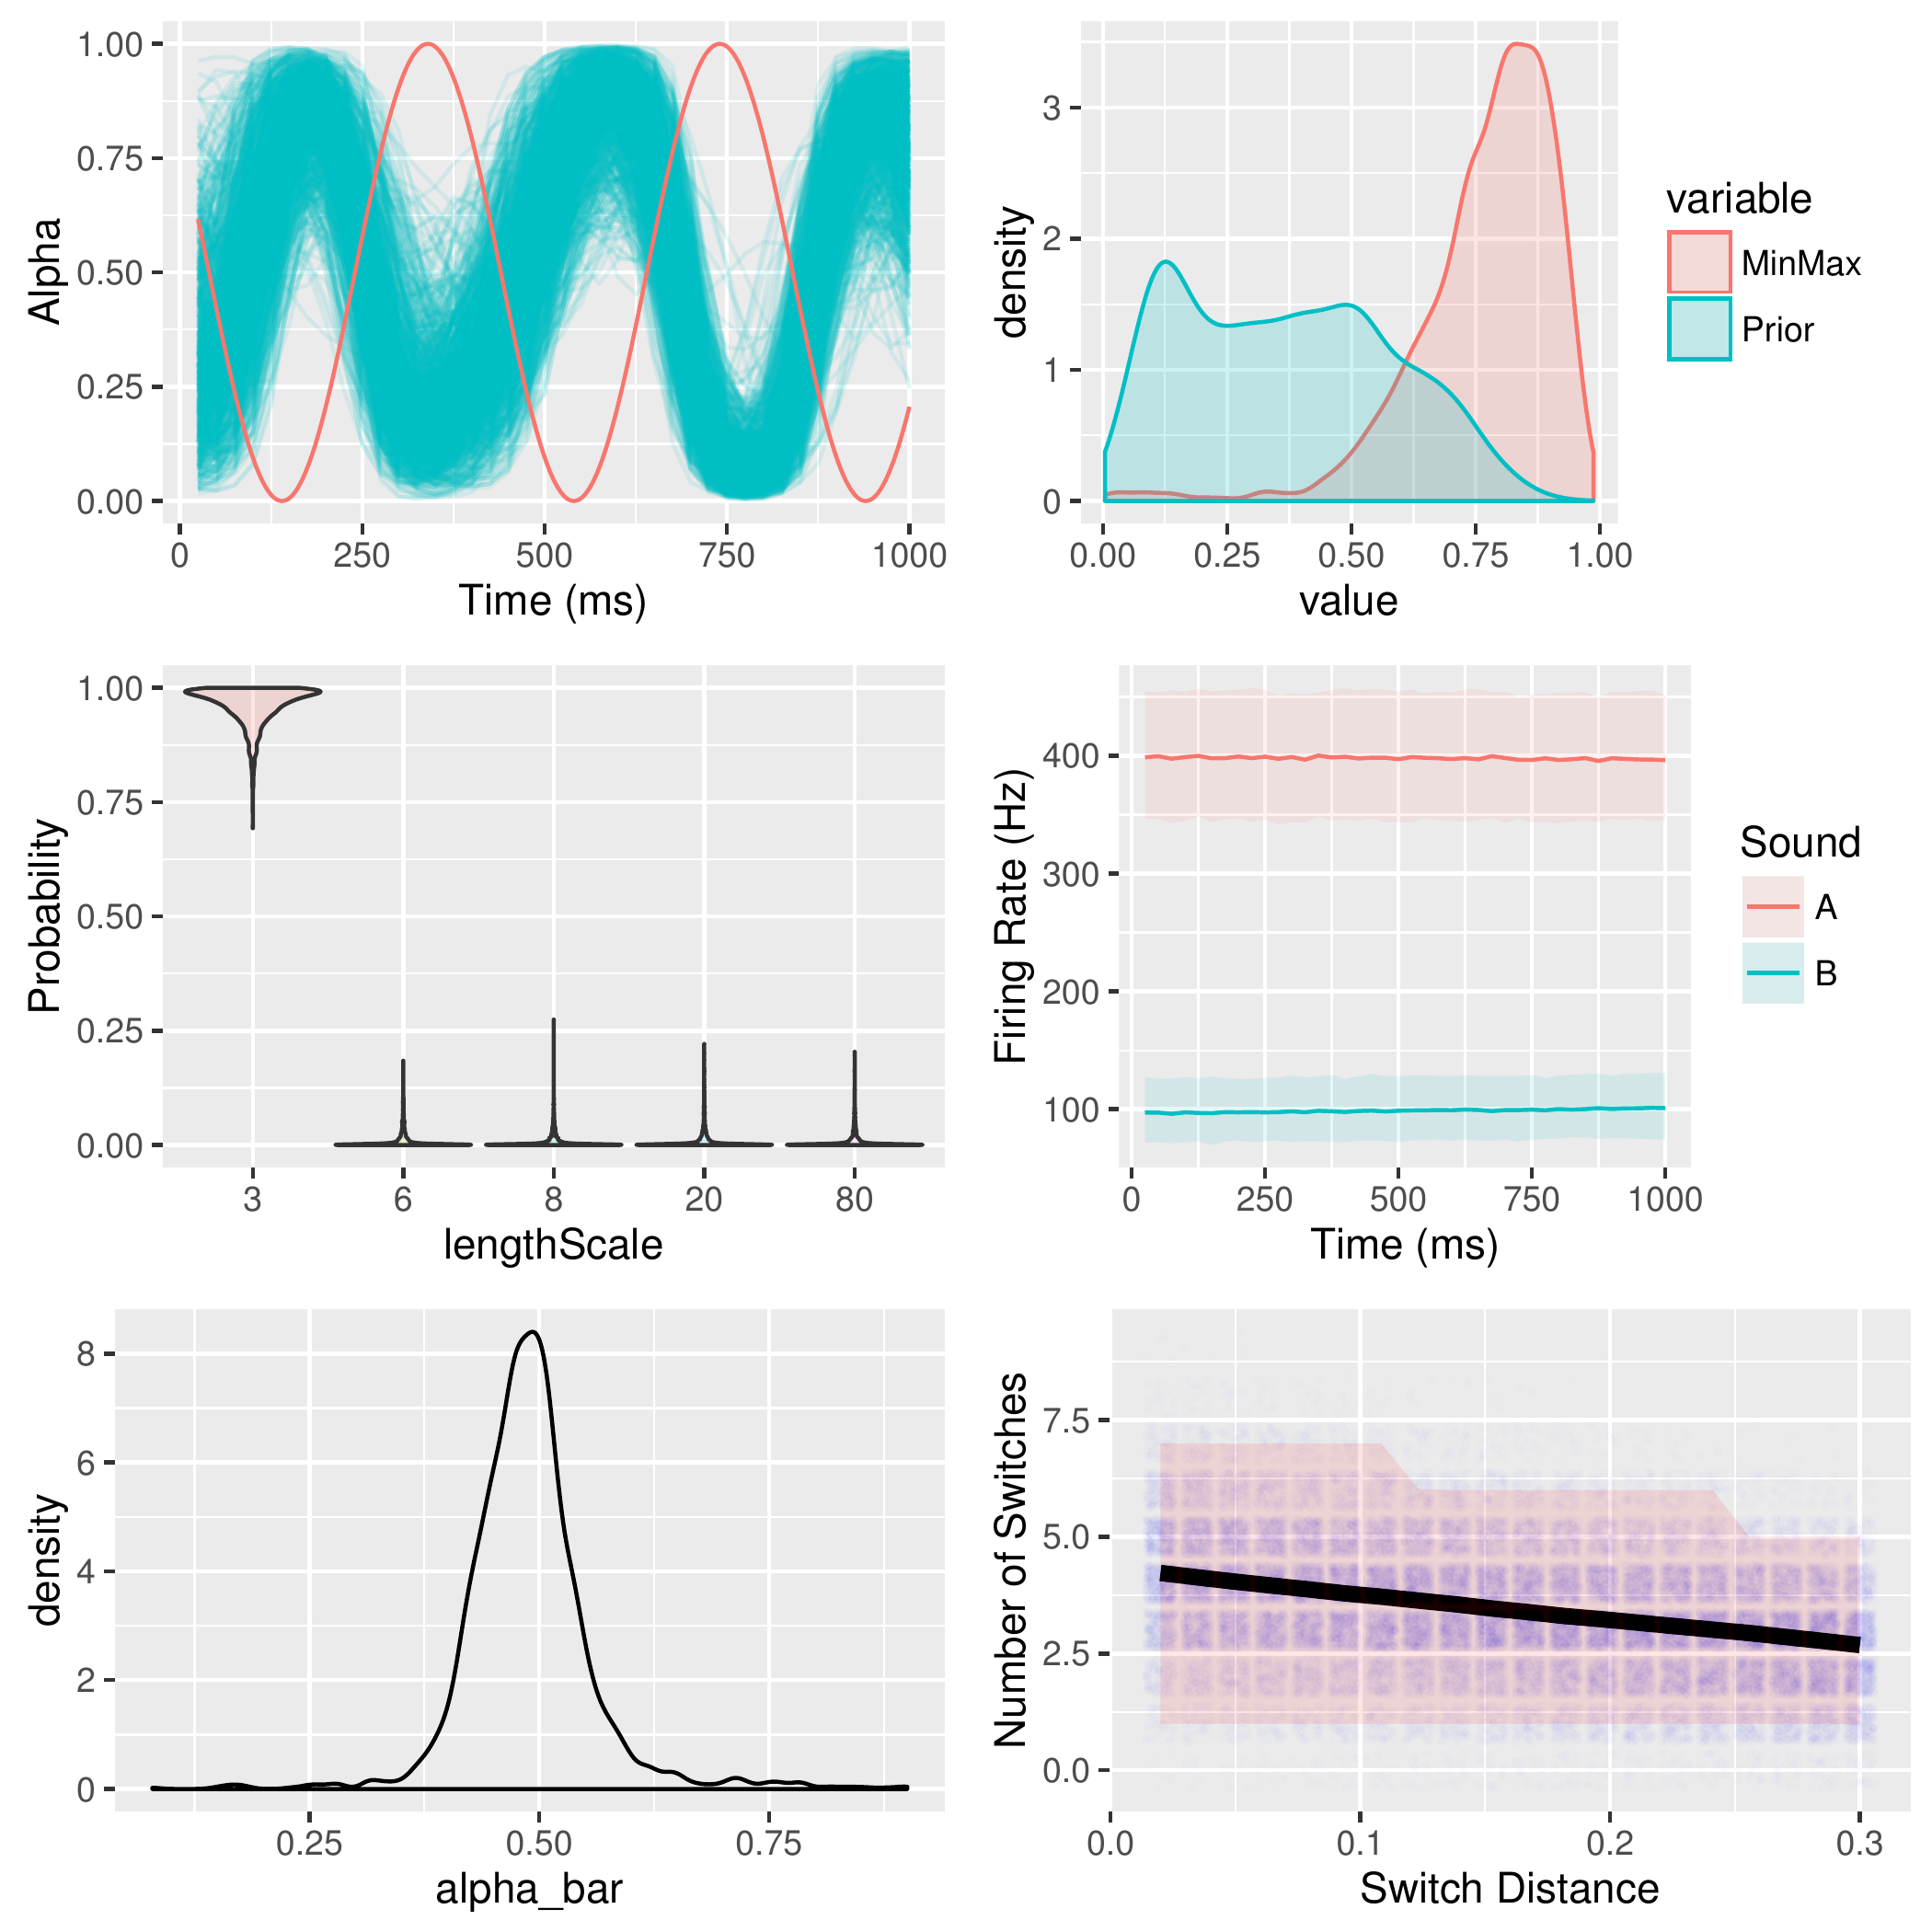 Alpha
1.00
0.75
0.50
0.25
0.00
0 250 500 750 1000
Time (ms)
density
3
2
1
0
0.00 0.25 0.50 0.75 1.00
value
variable
MinMax
Prior
Probability
1.00
0.75
0.50
0.25
0.00
3 6 8 20 80
lengthScale
Firing Rate (Hz)
400
300
200
100
0 250 500 750 1000
Time (ms)
Sound
A
B
density
8
6
4
2
0
0.25 0.50 0.75
alpha_bar
Number of Switches
7.5
5.0
2.5
0.0
0.0 0.1 0.2 0.3
Switch Distance